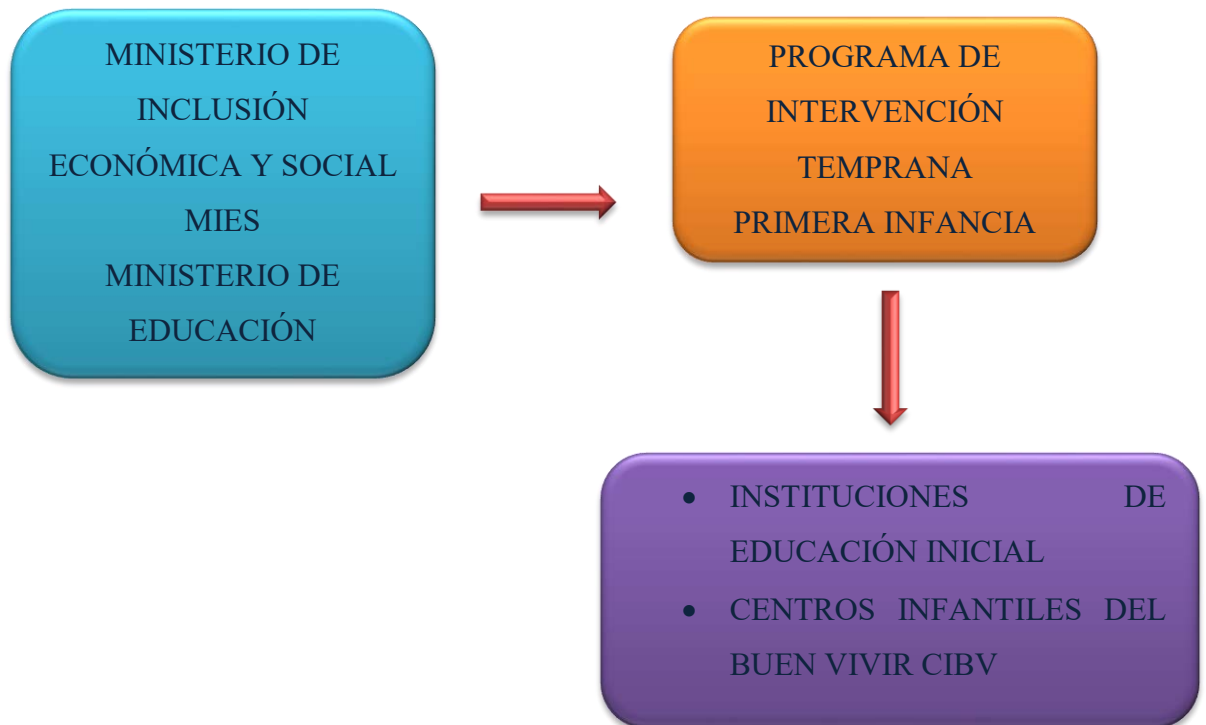 MINISTERIO DE
INCLUSIÓN
ECONÓMICA Y SOCIAL
MIES
MINISTERIO DE
EDUCACIÓN
PROGRAMA DE
INTERVENCIÓN
TEMPRANA
PRIMERA INFANCIA
• INSTITUCIONES DE
EDUCACIÓN INICIAL
• CENTROS INFANTILES DEL
BUEN VIVIR CIBV